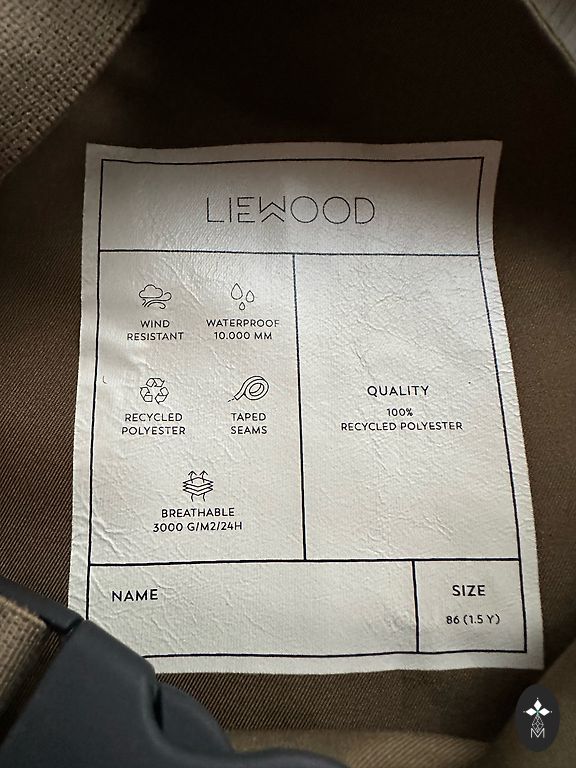 LIEWOOD
WIND
RESISTANT
WATERPROOF
10.000 MM
RECYCLED
POLYESTER
TAPED
SEAMS
BREATHABLE
3000 G/M2/24H
QUALITY
100%
RECYCLED POLYESTER
NAME
SIZE
86 (1.5 Y)
M